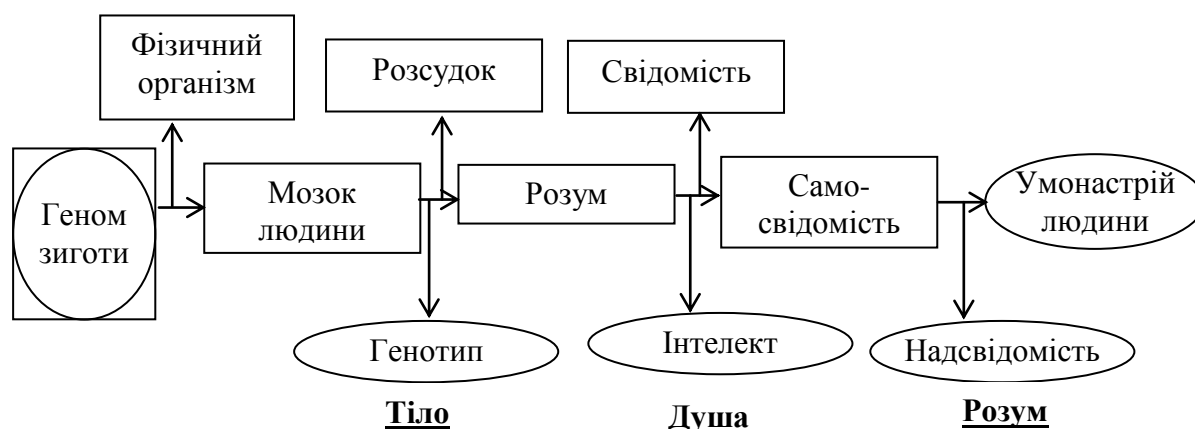 Фізичний
організм
Розсудок
Свідомість
Геном
зиготи
Мозок
людини
Розум
Само-
свідомість
Умонастрій
людини
Генотип
Інтелект
Надсвідомість
Тіло
Душа
Розум